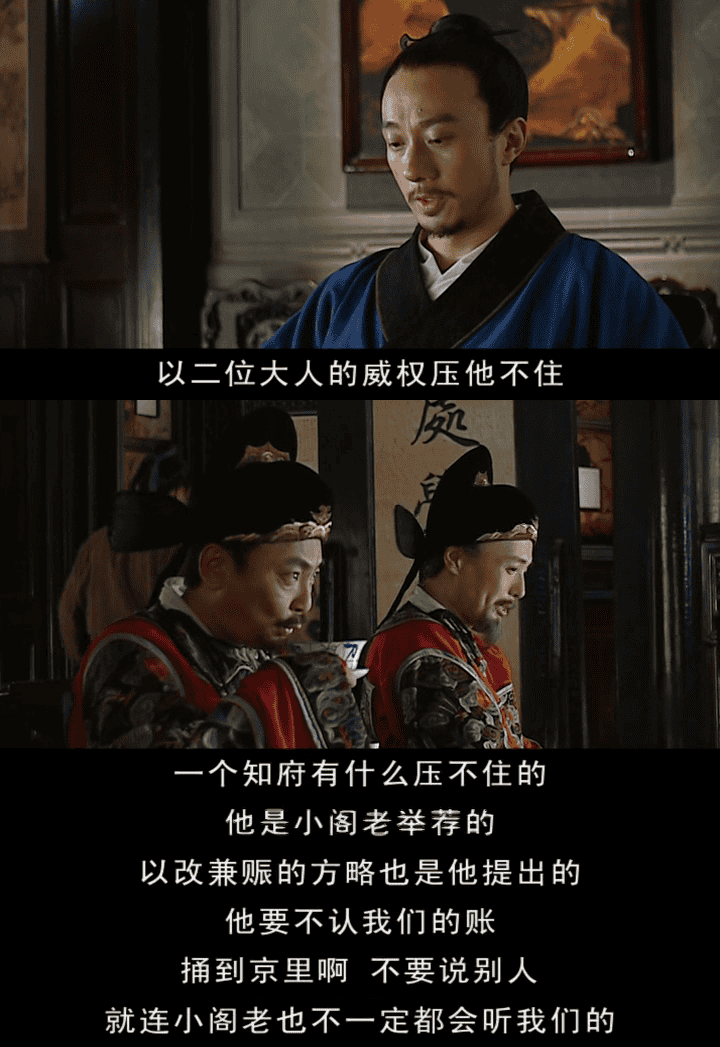 以二位大人的威权压他不住
處
一个知府有什么压不住的
他是小阁老举荐的
以改兼赈的方略也是他提出的
他要不认我们的账
捅到京里啊 不要说别人
就连小阁老也不一定都会听我们的